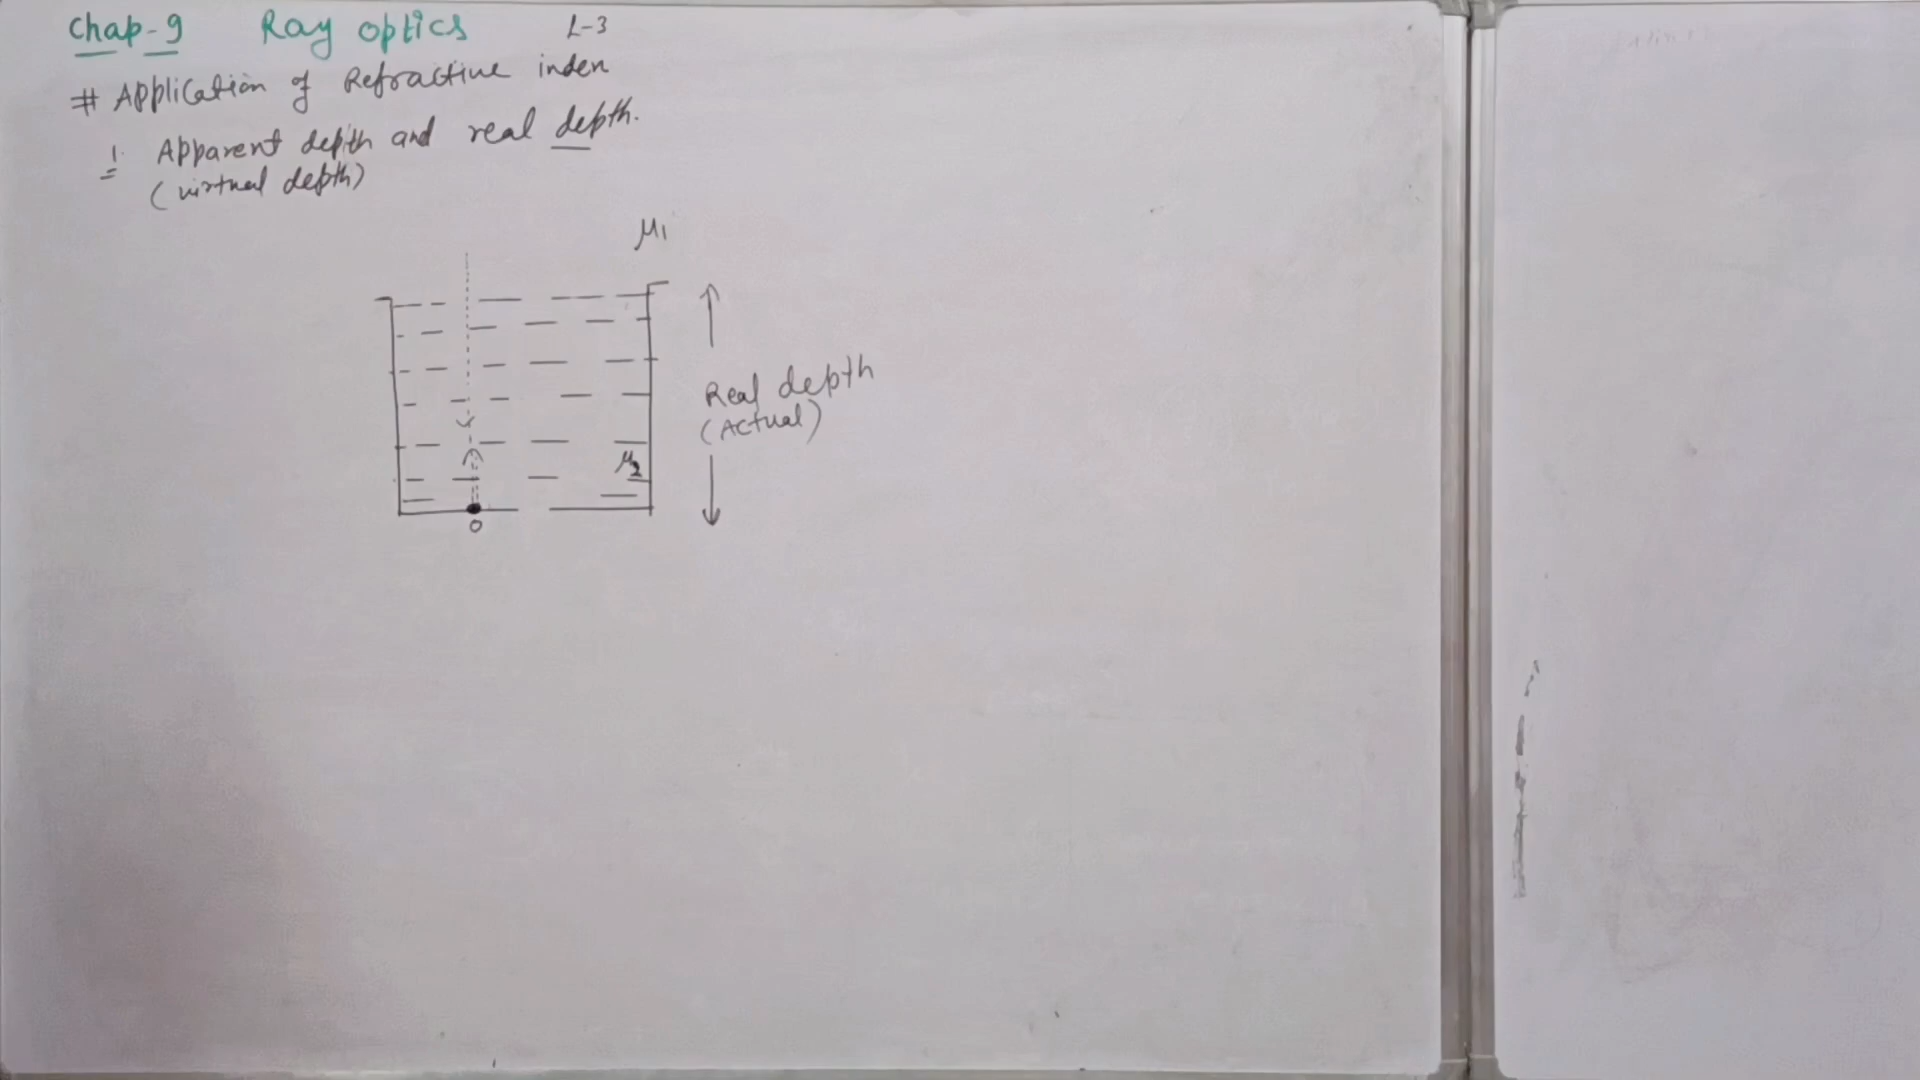 Chap-9 Ray optics L-3
# Application of Refractive index
1. Apparent depth and real depth.
(virtual depth)
μ1
Real depth
(Actual)
μ2
O